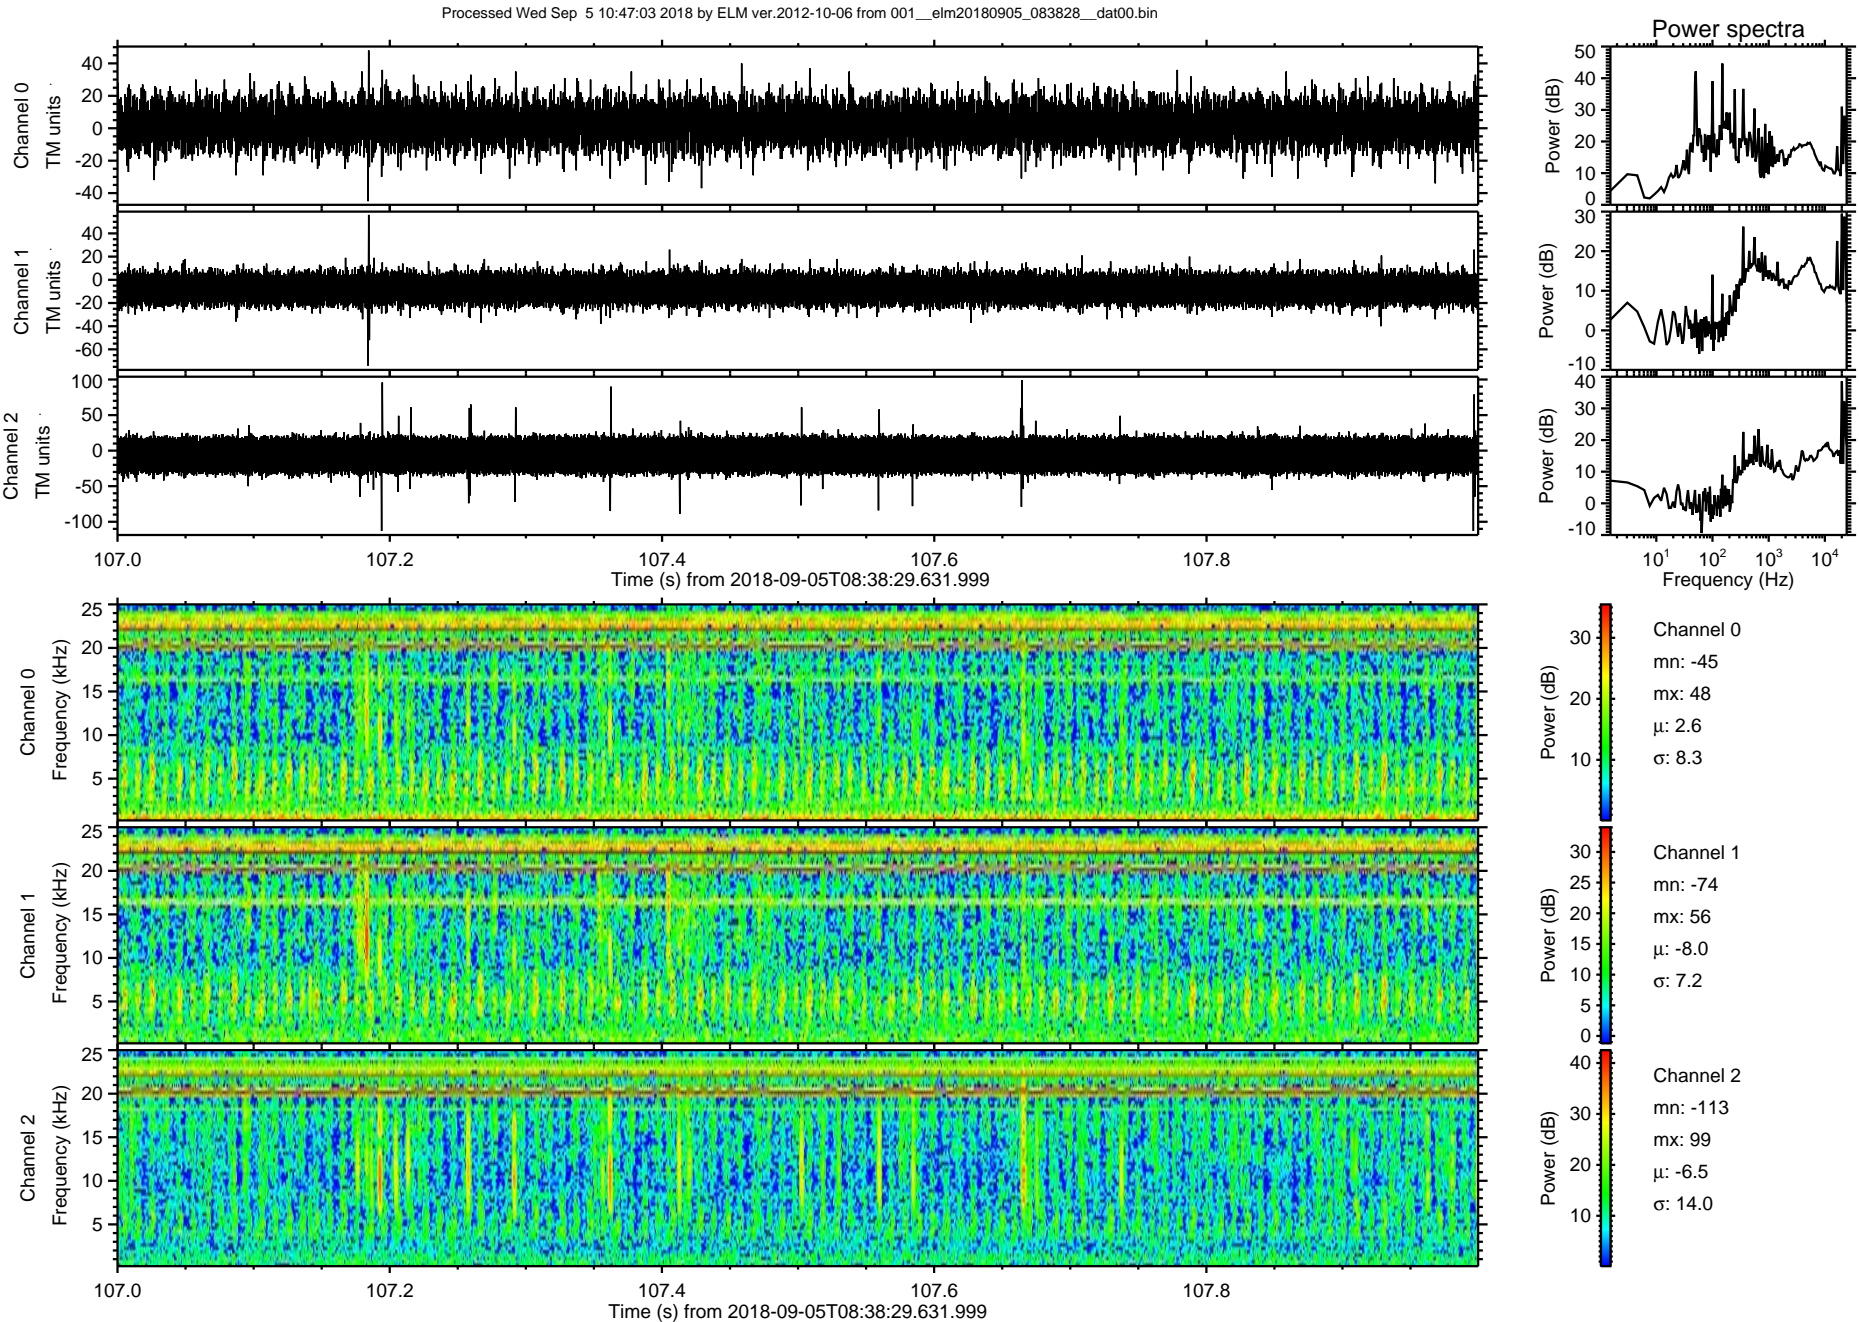 Processed Wed Sep  5 10:47:03 2018 by ELM ver.2012-10-06 from 001__elm20180905_083828__dat00.bin
Power spectra
Channel 0
TM units
40
20
0
-20
-40
Power (dB)
50
40
30
20
10
0
Channel 1
TM units
40
20
0
-20
-40
-60
Power (dB)
30
20
10
0
-10
Channel 2
TM units
100
50
0
-50
-100
Power (dB)
40
30
20
10
0
-10
107.0
107.2
107.4
107.6
107.8
Time (s) from 2018-09-05T08:38:29.631.999
10^1
10^2
10^3
10^4
Frequency (Hz)
Channel 0
Frequency (kHz)
25
20
15
10
5
Power (dB)
30
20
10
Channel 0
mn: -45
mx: 48
μ: 2.6
σ: 8.3
Channel 1
Frequency (kHz)
25
20
15
10
5
Power (dB)
30
25
20
15
10
5
0
Channel 1
mn: -74
mx: 56
μ: -8.0
σ: 7.2
Channel 2
Frequency (kHz)
25
20
15
10
5
Power (dB)
40
30
20
10
Channel 2
mn: -113
mx: 99
μ: -6.5
σ: 14.0
107.0
107.2
107.4
107.6
107.8
Time (s) from 2018-09-05T08:38:29.631.999